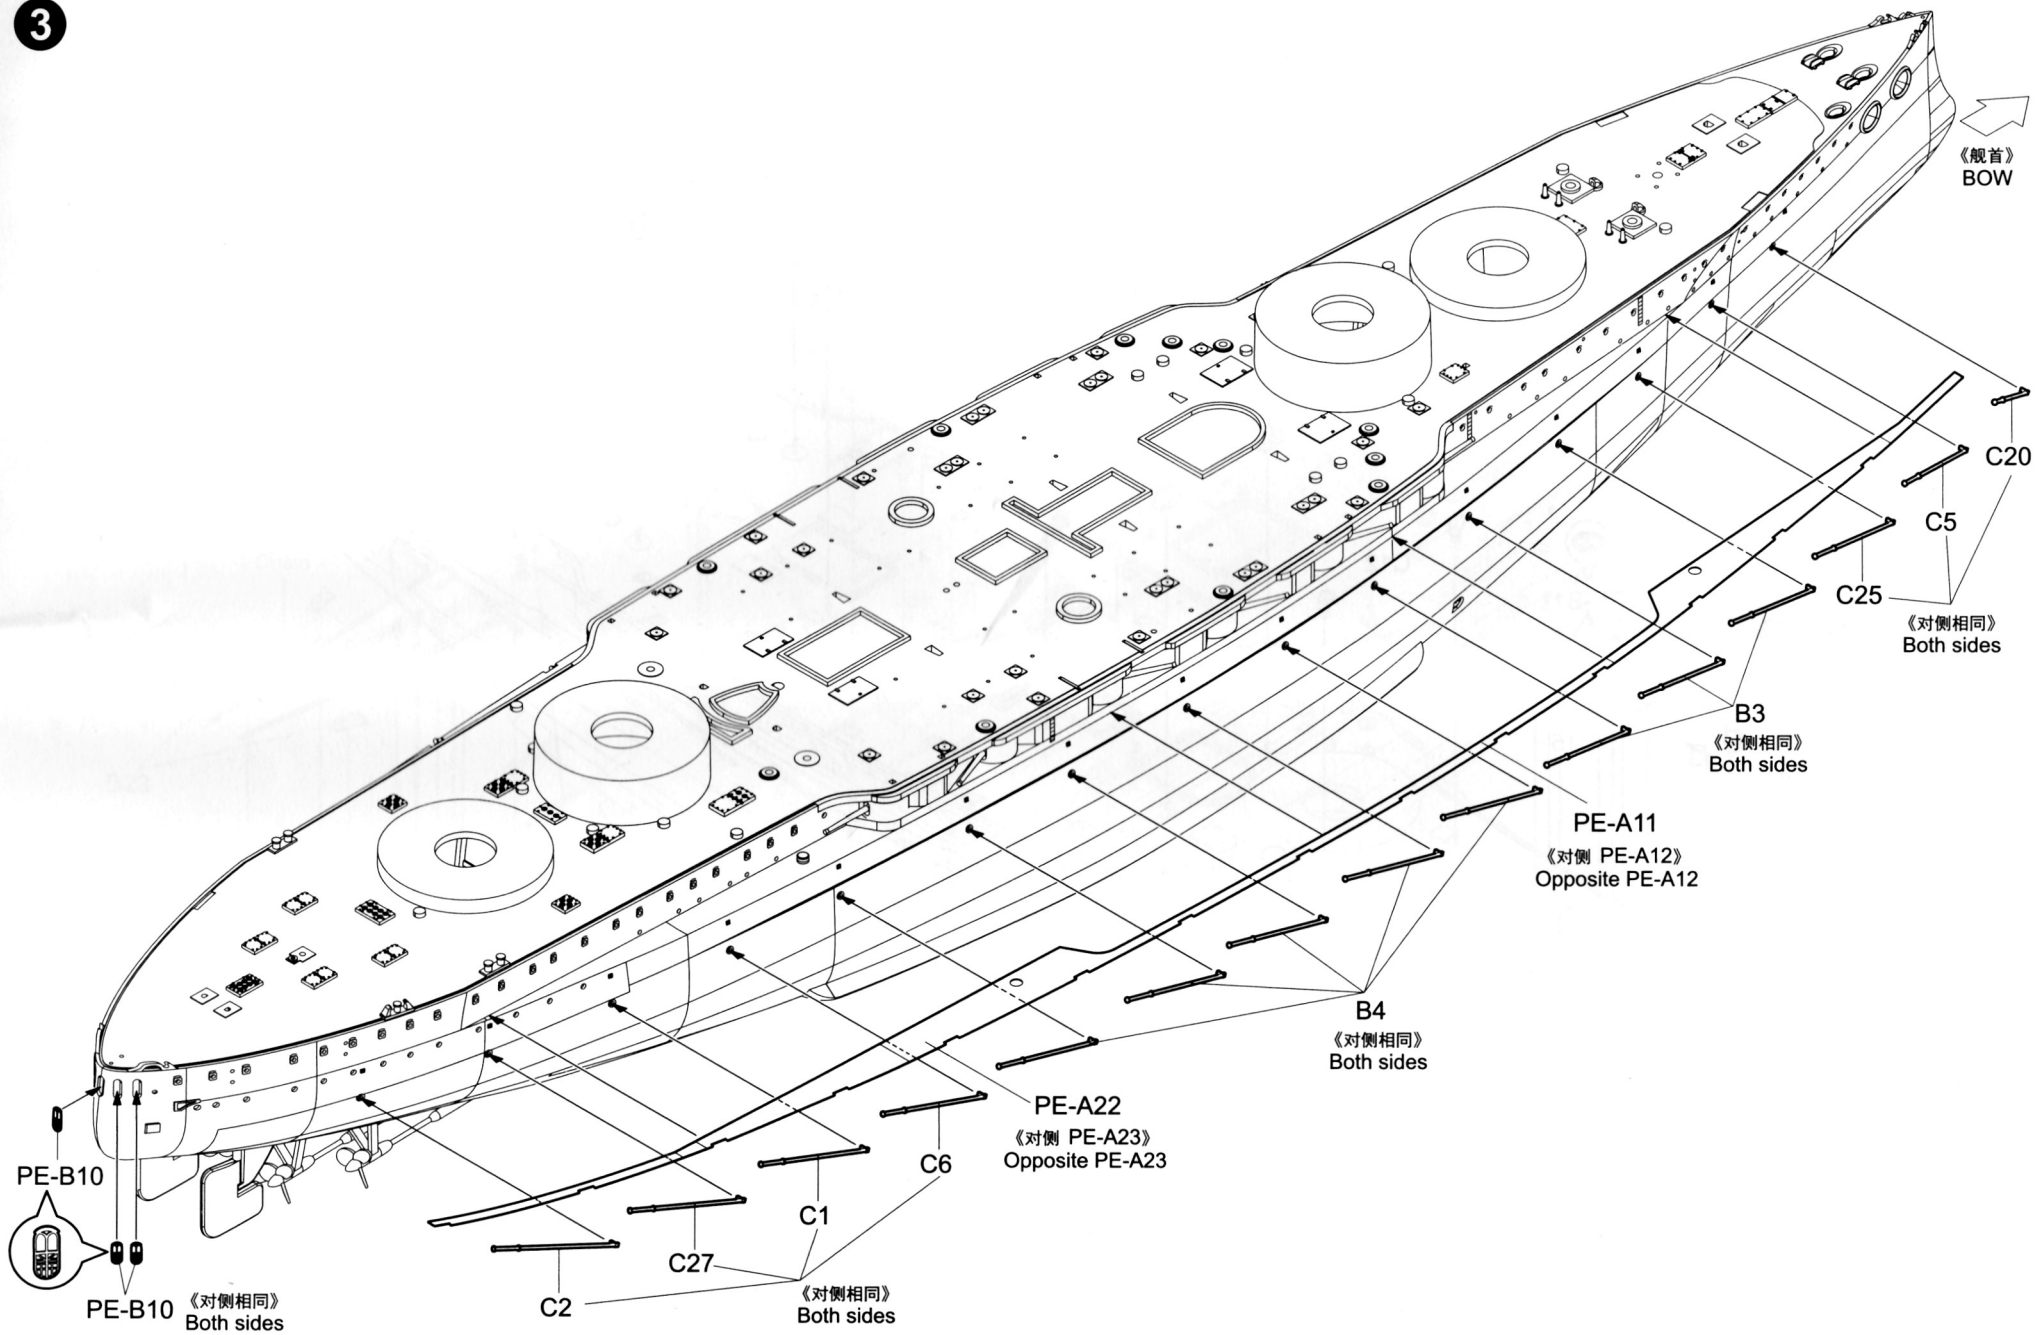 3
《舰首》
BOW
C20
C5
C25
《对侧相同》
Both sides
B3
《对侧相同》
Both sides
PE-A11
《对侧 PE-A12》
Opposite PE-A12
B4
《对侧相同》
Both sides
PE-A22
《对侧 PE-A23》
Opposite PE-A23
C6
C1
C27
C2
《对侧相同》
Both sides
PE-B10
PE-B10
《对侧相同》
Both sides